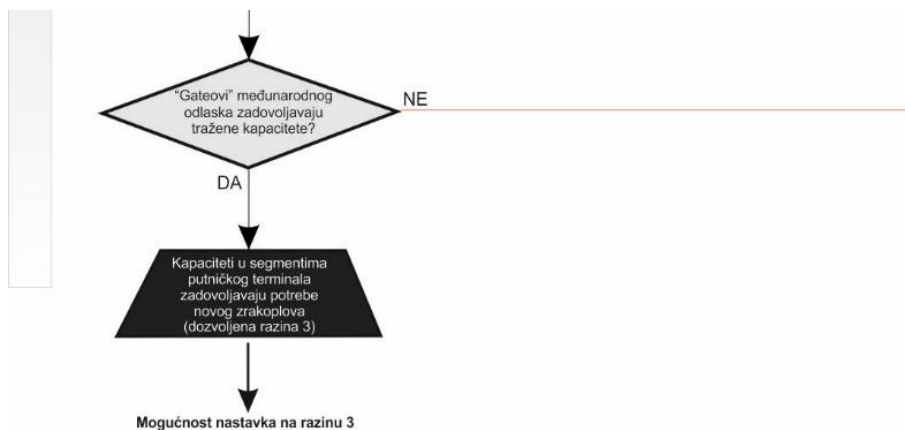 "Gateovi" međunarodnog
odlaska zadovoljavaju
tražene kapacitete?
NE
DA
Kapaciteti u segmentima
putničkog terminala
zadovoljavaju potrebe
novog zrakoplova
(dozvoljena razina 3)
Mogućnost nastavka na razinu 3